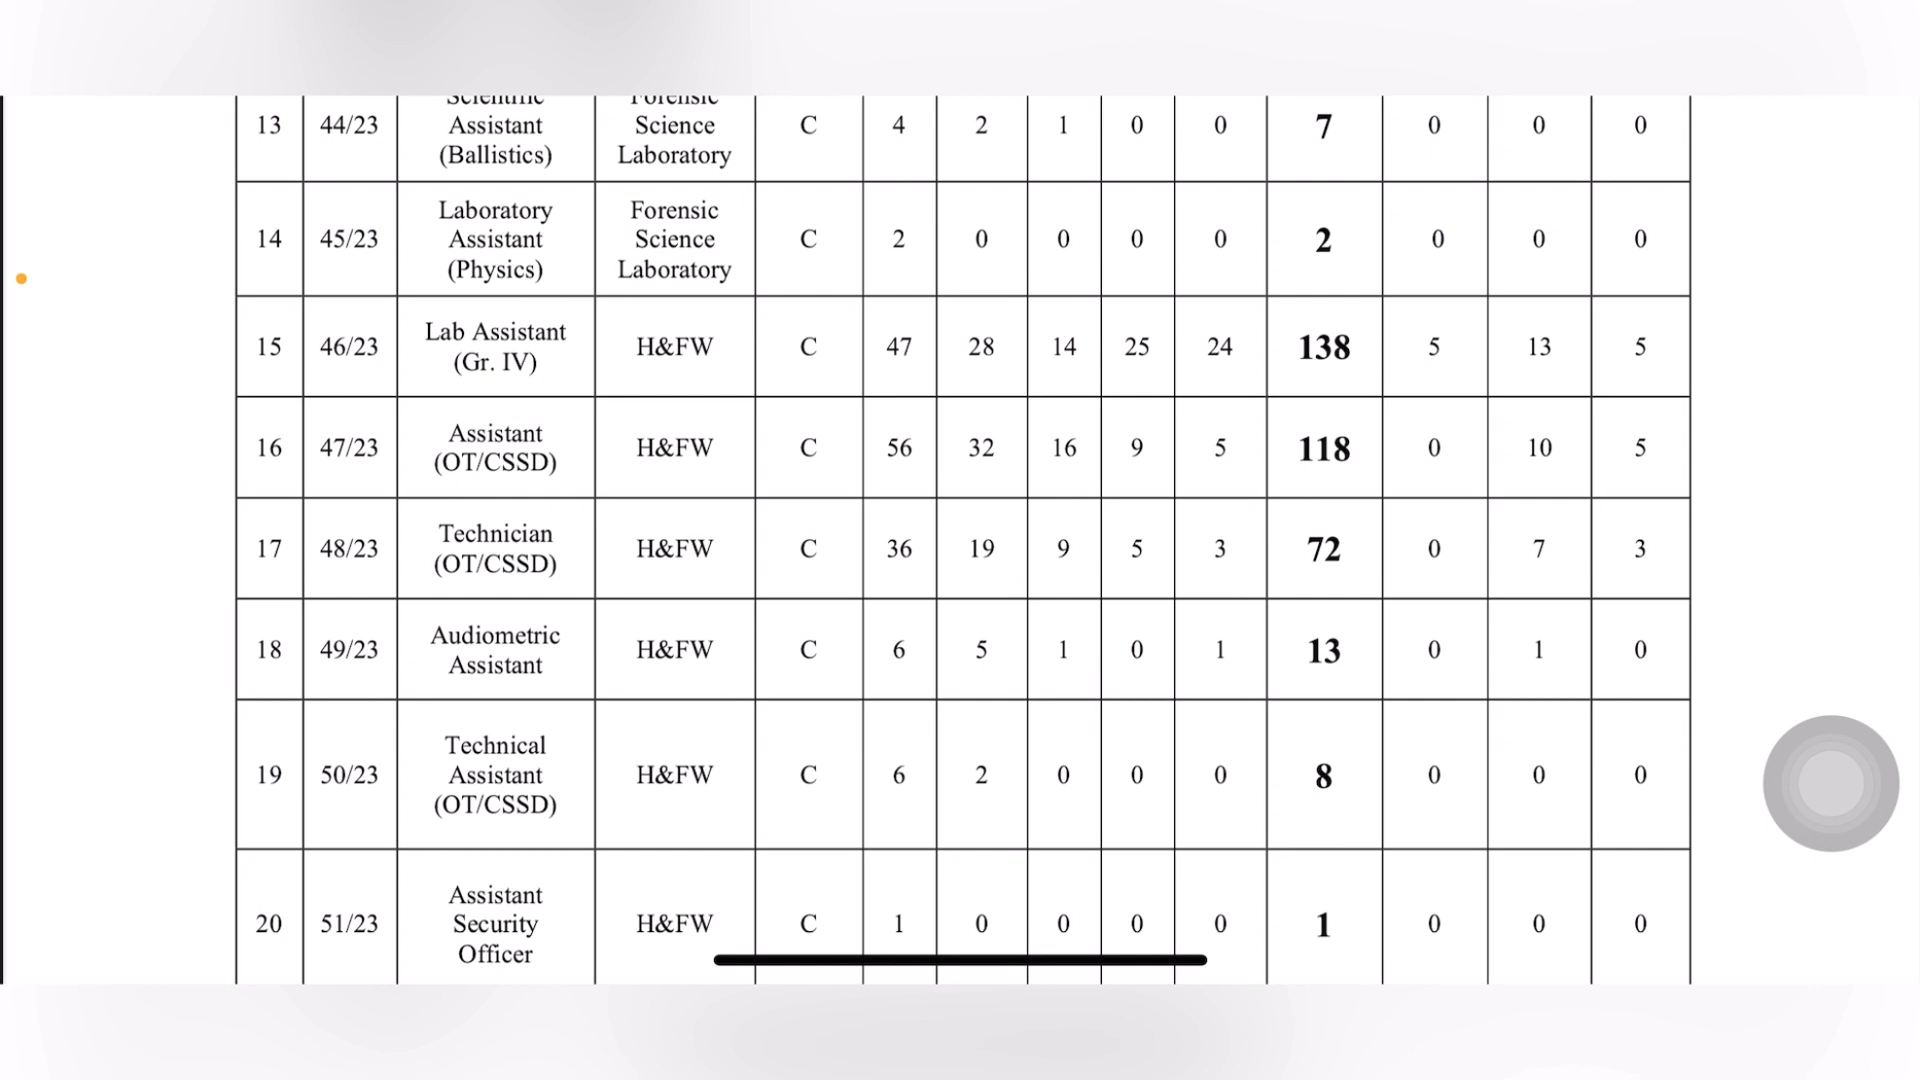 Scientific Forensic
13 44/23 Assistant Science C 4 2 1 0 0 7 0 0 0
(Ballistics) Laboratory
Laboratory Forensic
14 45/23 Assistant Science C 2 0 0 0 0 2 0 0 0
(Physics) Laboratory
15 46/23 Lab Assistant (Gr. IV) H&FW C 47 28 14 25 24 138 5 13 5
16 47/23 Assistant (OT/CSSD) H&FW C 56 32 16 9 5 118 0 10 5
17 48/23 Technician (OT/CSSD) H&FW C 36 19 9 5 3 72 0 7 3
18 49/23 Audiometric Assistant H&FW C 6 5 1 0 1 13 0 1 0
19 50/23 Technical Assistant (OT/CSSD) H&FW C 6 2 0 0 0 8 0 0 0
20 51/23 Assistant Security Officer H&FW C 1 0 0 0 0 1 0 0 0